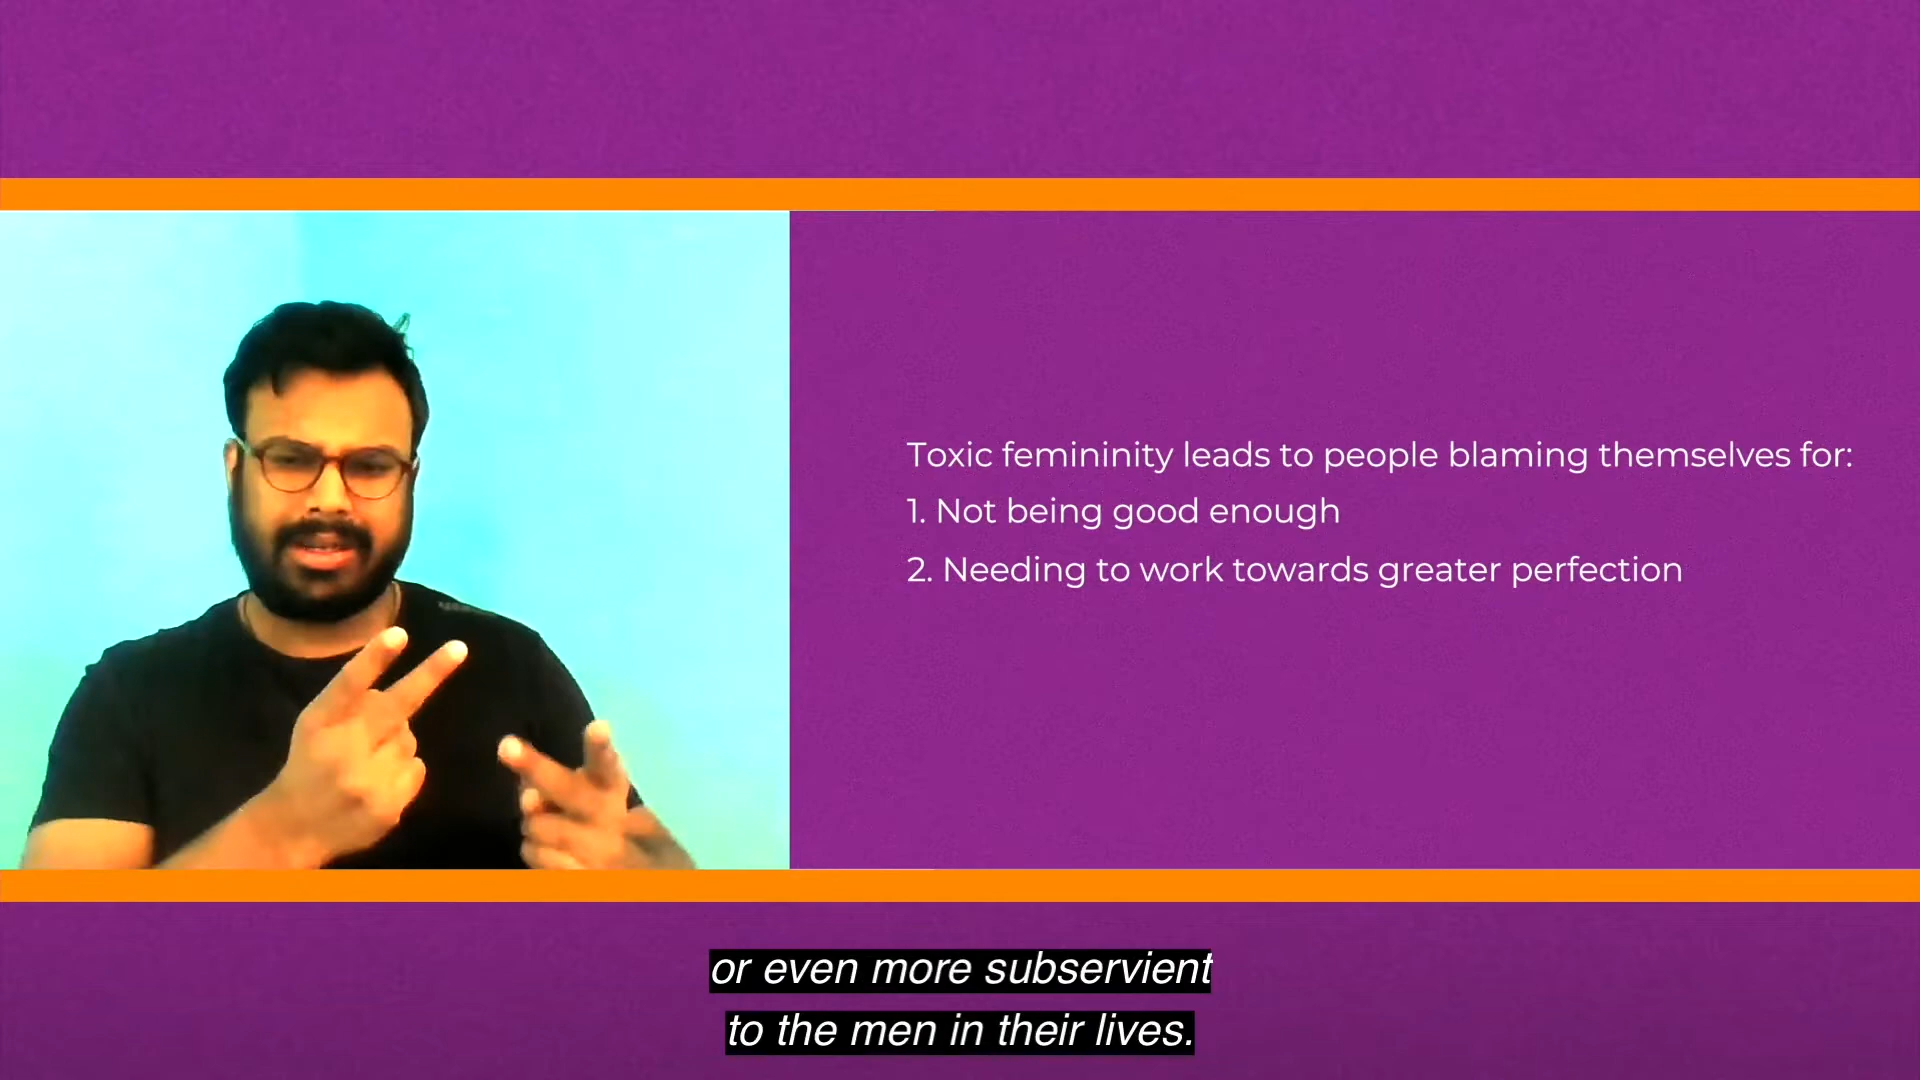 Toxic femininity leads to people blaming themselves for:
1. Not being good enough
2. Needing to work towards greater perfection
or even more subservient
to the men in their lives.